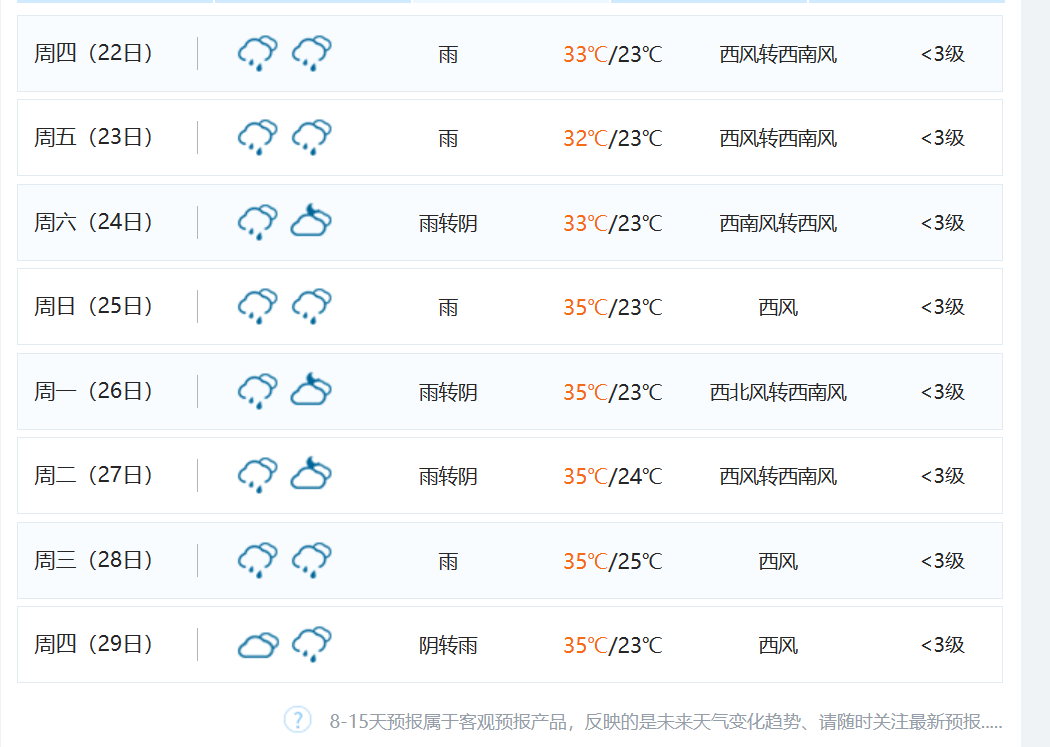 周四（22日） 雨 33℃/23℃ 西风转西南风 <3级
周五（23日） 雨 32℃/23℃ 西风转西南风 <3级
周六（24日） 雨转阴 33℃/23℃ 西南风转西风 <3级
周日（25日） 雨 35℃/23℃ 西风 <3级
周一（26日） 雨转阴 35℃/23℃ 西北风转西南风 <3级
周二（27日） 雨转阴 35℃/24℃ 西风转西南风 <3级
周三（28日） 雨 35℃/25℃ 西风 <3级
周四（29日） 阴转雨 35℃/23℃ 西风 <3级
? 8-15天预报属于客观预报产品，反映的是未来天气变化趋势、请随时关注最新预报.....